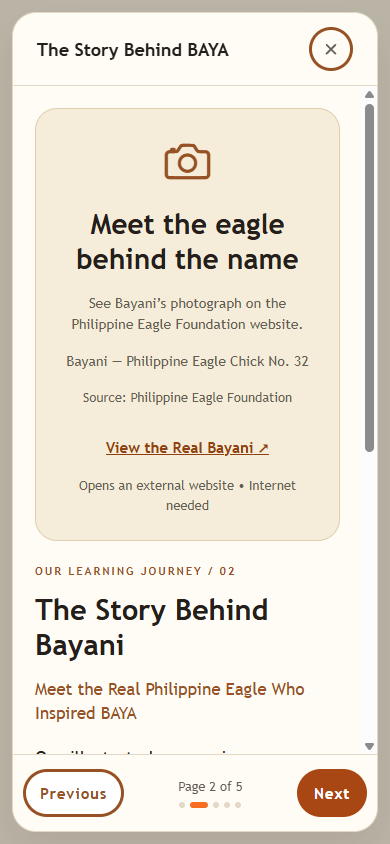 The Story Behind BAYA
Meet the eagle
behind the name
See Bayani’s photograph on the
Philippine Eagle Foundation website.
Bayani — Philippine Eagle Chick No. 32
Source: Philippine Eagle Foundation
View the Real Bayani ↗
Opens an external website • Internet
needed
OUR LEARNING JOURNEY / 02
The Story Behind
Bayani
Meet the Real Philippine Eagle Who
Inspired BAYA
Previous
Page 2 of 5
Next